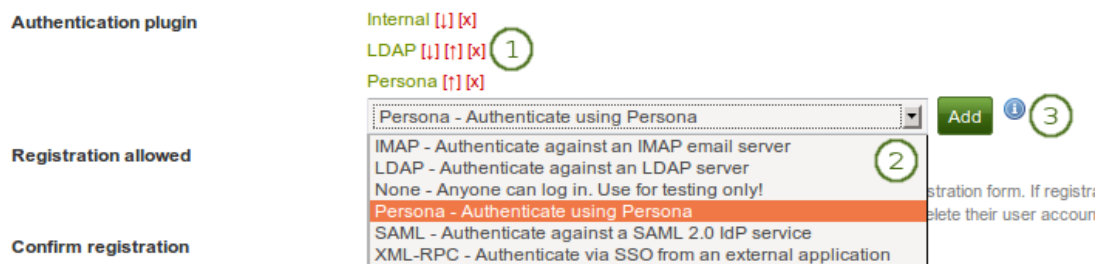 Authentication plugin
Internal [↓] [x]
LDAP [↓] [↑] [x] 1
Persona [↑] [x]
Persona - Authenticate using Persona Add i 3
IMAP - Authenticate against an IMAP email server
Registration allowed
LDAP - Authenticate against an LDAP server 2
None - Anyone can log in. Use for testing only! stration form. If registra
Persona - Authenticate using Persona elete their user accoun
SAML - Authenticate against a SAML 2.0 IdP service
Confirm registration
XML-RPC - Authenticate via SSO from an external application